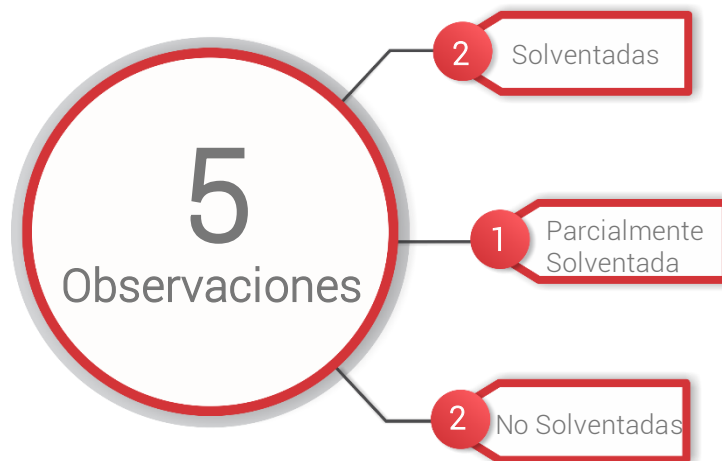 5
Observaciones
2
Solventadas
1
Parcialmente
Solventada
2
No Solventadas